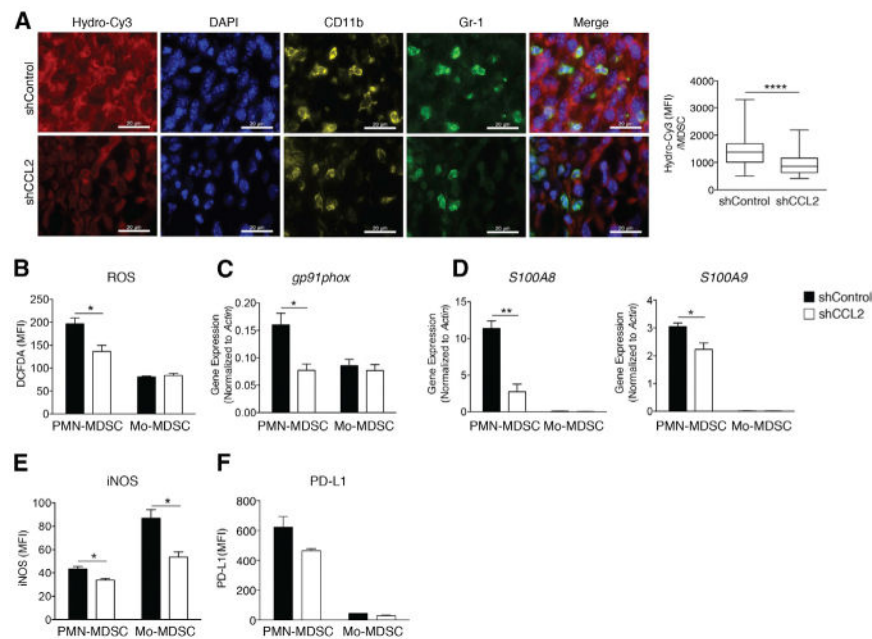 A
Hydro-Cy3 DAPI CD11b Gr-1 Merge
shControl
20 µm 20 µm 20 µm 20 µm 20 µm
shCCL2
20 µm 20 µm 20 µm 20 µm 20 µm
Hydro-Cy3 (MFI)
/MDSC
4000
3000
2000
1000
0
****
shControl shCCL2
B
ROS
DCFDA (MFI)
250
200
150
100
50
0
*
PMN-MDSC Mo-MDSC
C
gp91phox
Gene Expression
(Normalized to Actin)
0.20
0.15
0.10
0.05
0.00
*
PMN-MDSC Mo-MDSC
D
S100A8
Gene Expression
(Normalized to Actin)
15
10
5
0
**
PMN-MDSC Mo-MDSC
S100A9
Gene Expression
(Normalized to Actin)
4
3
2
1
0
*
PMN-MDSC Mo-MDSC
shControl
shCCL2
E
iNOS
iNOS (MFI)
100
80
60
40
20
0
*
*
PMN-MDSC Mo-MDSC
F
PD-L1
PD-L1(MFI)
800
600
400
200
0
PMN-MDSC Mo-MDSC